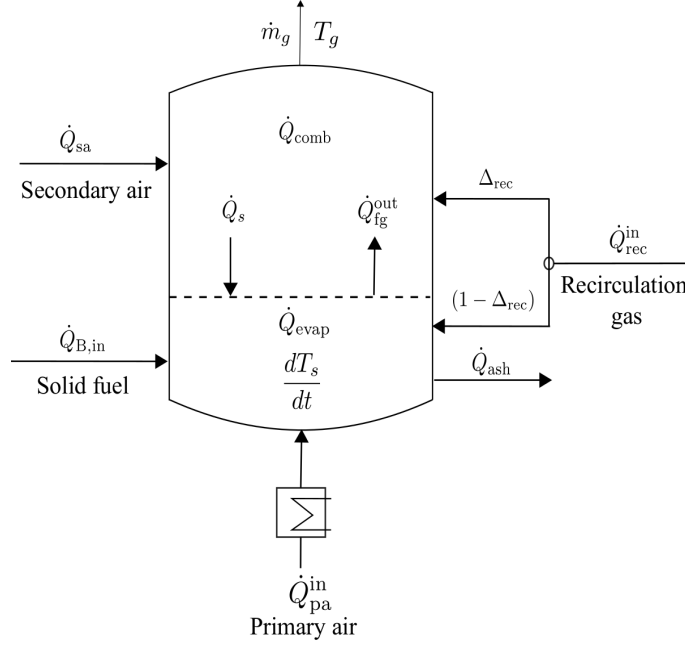 ṁ_g T_g
Q̇_comb
Q̇_sa
Secondary air
Δ_rec
Q̇_s
Q̇_fg^out
Q̇_rec^in
Recirculation
gas
(1 − Δ_rec)
Q̇_evap
Q̇_B,in
Solid fuel
dT_s
dt
Q̇_ash
Q̇_pa^in
Primary air